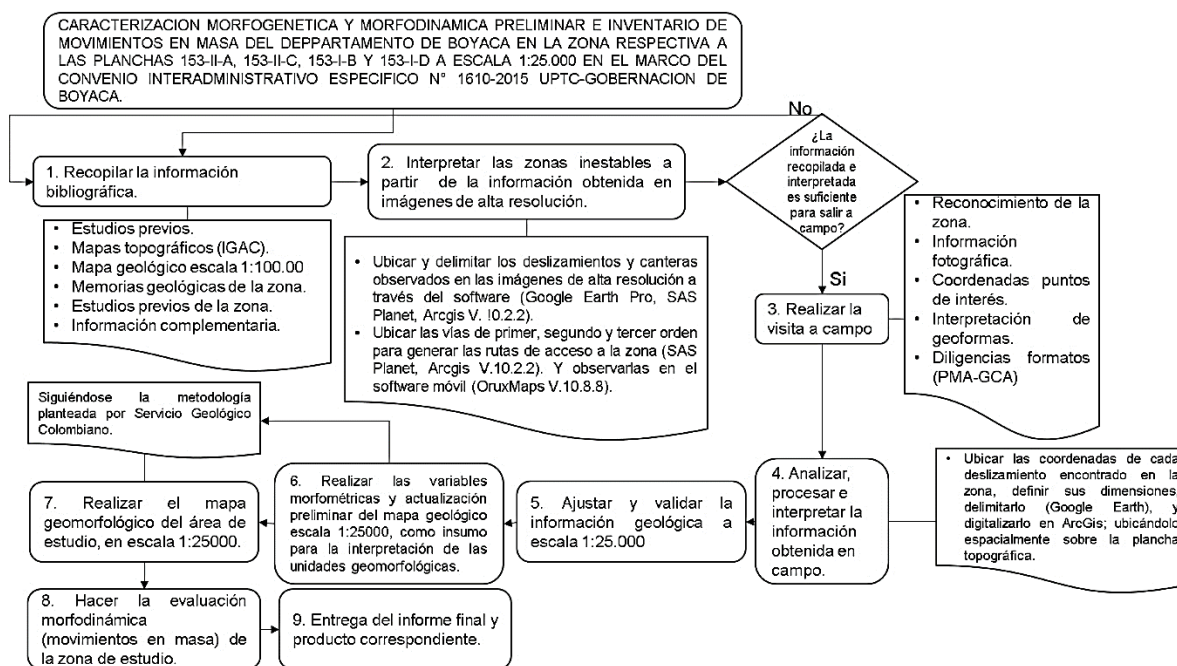 CARACTERIZACION MORFOGENETICA Y MORFODINAMICA PRELIMINAR E INVENTARIO DE
MOVIMIENTOS EN MASA DEL DEPPARTAMENTO DE BOYACA EN LA ZONA RESPECTIVA A
LAS PLANCHAS 153-II-A, 153-II-C, 153-I-B Y 153-I-D A ESCALA 1:25.000 EN EL MARCO DEL
CONVENIO INTERADMINISTRATIVO ESPECIFICO N° 1610-2015 UPTC-GOBERNACION DE
BOYACA.
No
1. Recopilar la información
bibliográfica.
2. Interpretar las zonas inestables a
partir de la información obtenida en
imágenes de alta resolución.
¿La
información
recopilada e
interpretada
es suficiente
para salir a
campo?
Si
• Estudios previos.
• Mapas topográficos (IGAC).
• Mapa geológico escala 1:100.00
• Memorias geológicas de la zona.
• Estudios previos de la zona.
• Información complementaria.
• Ubicar y delimitar los deslizamientos y canteras
observados en las imágenes de alta resolución a
través del software (Google Earth Pro, SAS
Planet, Arcgis V. !0.2.2).
• Ubicar las vías de primer, segundo y tercer orden
para generar las rutas de acceso a la zona (SAS
Planet, Arcgis V.10.2.2). Y observarlas en el
software móvil (OruxMaps V.10.8.8).
3. Realizar la
visita a campo
• Reconocimiento de la
zona.
• Información
fotográfica.
• Coordenadas puntos
de interés.
• Interpretación de
geoformas.
• Diligencias formatos
(PMA-GCA)
4. Analizar,
procesar e
interpretar la
información
obtenida en
campo.
• Ubicar las coordenadas de cada
deslizamiento encontrado en la
zona, definir sus dimensiones,
delimitarlo (Google Earth), y
digitalizarlo en ArcGis; ubicándolo
espacialmente sobre la plancha
topográfica.
5. Ajustar y validar la
información geológica a
escala 1:25.000
6. Realizar las variables
morfométricas y actualización
preliminar del mapa geológico
escala 1:25000, como insumo
para la interpretación de las
unidades geomorfológicas.
Siguiéndose la metodología
planteada por Servicio Geológico
Colombiano.
7. Realizar el mapa
geomorfológico del área de
estudio, en escala 1:25000.
8. Hacer la evaluación
morfodinámica
(movimientos en masa) de
la zona de estudio.
9. Entrega del informe final y
producto correspondiente.